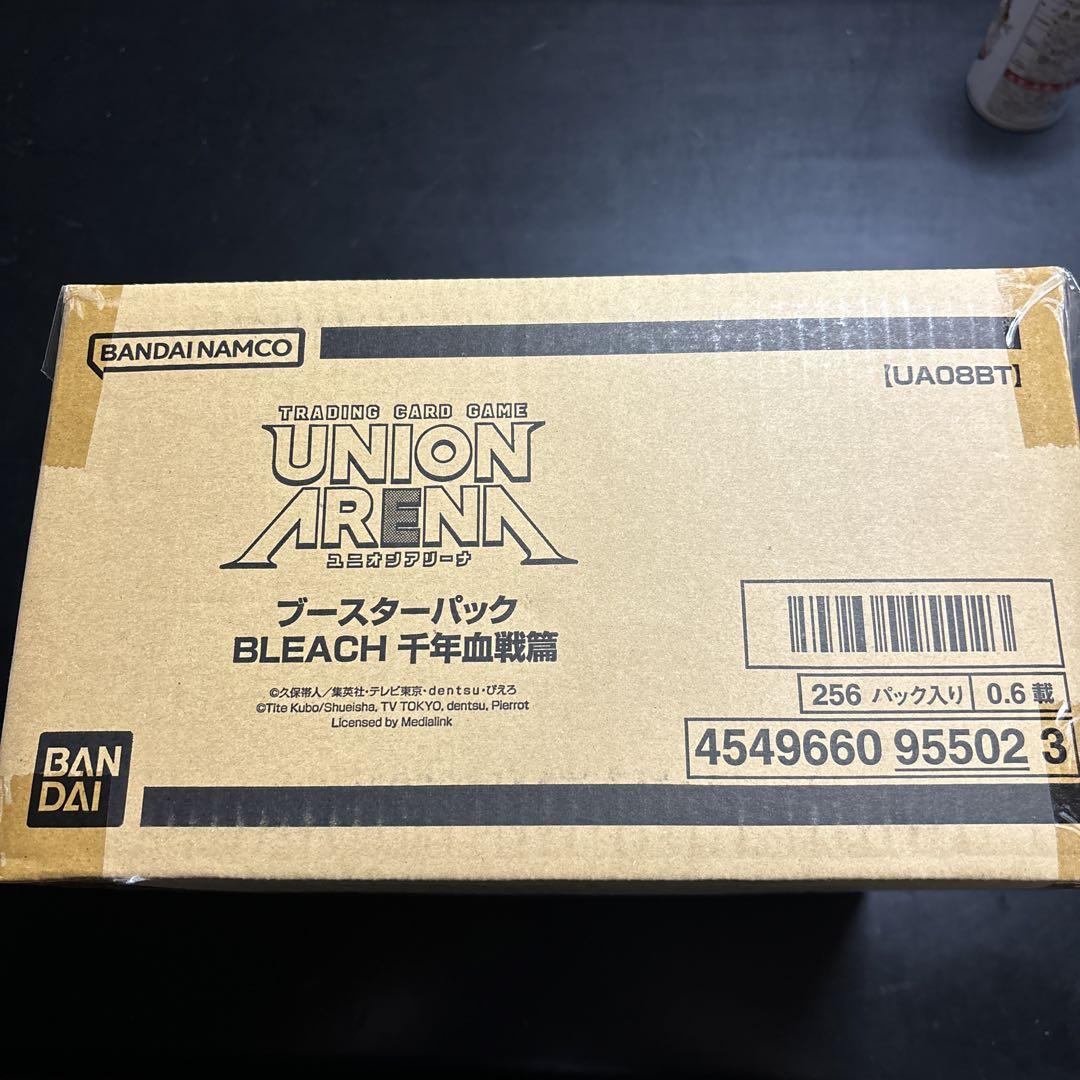 BANDAI NAMCO
【UA08BT】
TRADING CARD GAME
UNION
ARENA
ユニオンアリーナ
ブースターパック
BLEACH 千年血戦篇
©久保帯人／集英社・テレビ東京・dentsu・ぴえろ
©Tite Kubo/Shueisha, TV TOKYO, dentsu, Pierrot
Licensed by Medialink
256 パック入り 0.6 載
4549660 95502 3
BAN
DAI